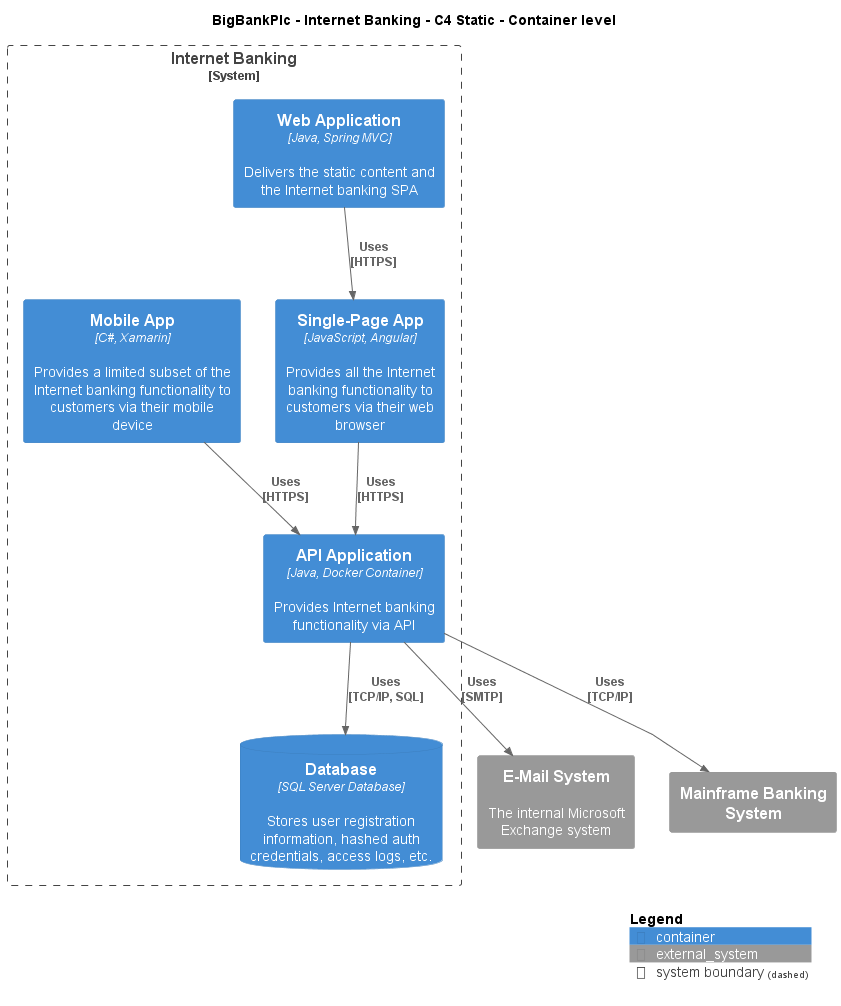 BigBankPlc - Internet Banking - C4 Static - Container level
Internet Banking
[System]
Web Application
[Java, Spring MVC]
Delivers the static content and
the Internet banking SPA
Uses
[HTTPS]
Mobile App
[C#, Xamarin]
Provides a limited subset of the
Internet banking functionality to
customers via their mobile
device
Single-Page App
[JavaScript, Angular]
Provides all the Internet
banking functionality to
customers via their web
browser
Uses
[HTTPS]
Uses
[HTTPS]
API Application
[Java, Docker Container]
Provides Internet banking
functionality via API
Uses
[TCP/IP, SQL]
Uses
[SMTP]
Uses
[TCP/IP]
Database
[SQL Server Database]
Stores user registration
information, hashed auth
credentials, access logs, etc.
E-Mail System
The internal Microsoft
Exchange system
Mainframe Banking
System
Legend
container
external_system
system boundary (dashed)